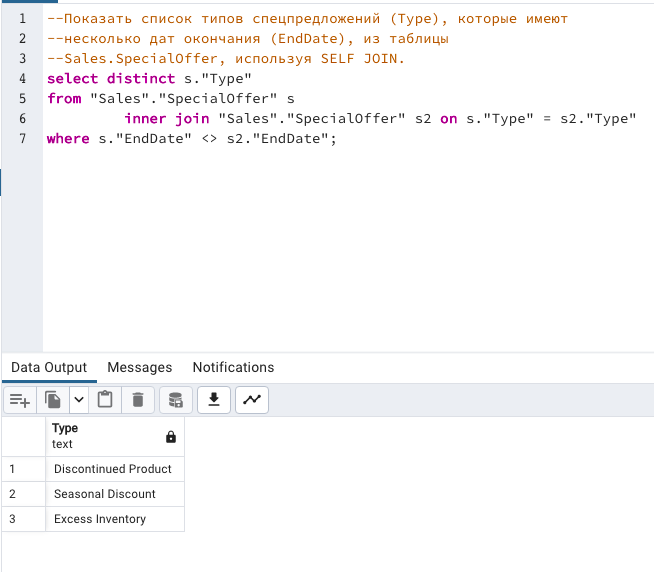 1 --Показать список типов спецпредложений (Type), которые имеют
2 --несколько дат окончания (EndDate), из таблицы
3 --Sales.SpecialOffer, используя SELF JOIN.
4 select distinct s."Type"
5 from "Sales"."SpecialOffer" s
6 inner join "Sales"."SpecialOffer" s2 on s."Type" = s2."Type"
7 where s."EndDate" <> s2."EndDate";
Data Output Messages Notifications
Type
text
1 Discontinued Product
2 Seasonal Discount
3 Excess Inventory